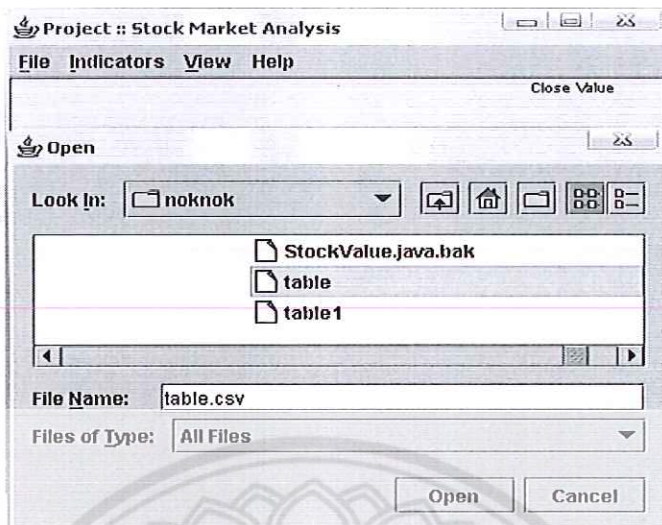 Project :: Stock Market Analysis
File Indicators View Help
Close Value
Open
Look In: noknok
StockValue.java.bak
table
table1
File Name: table.csv
Files of Type: All Files
Open Cancel